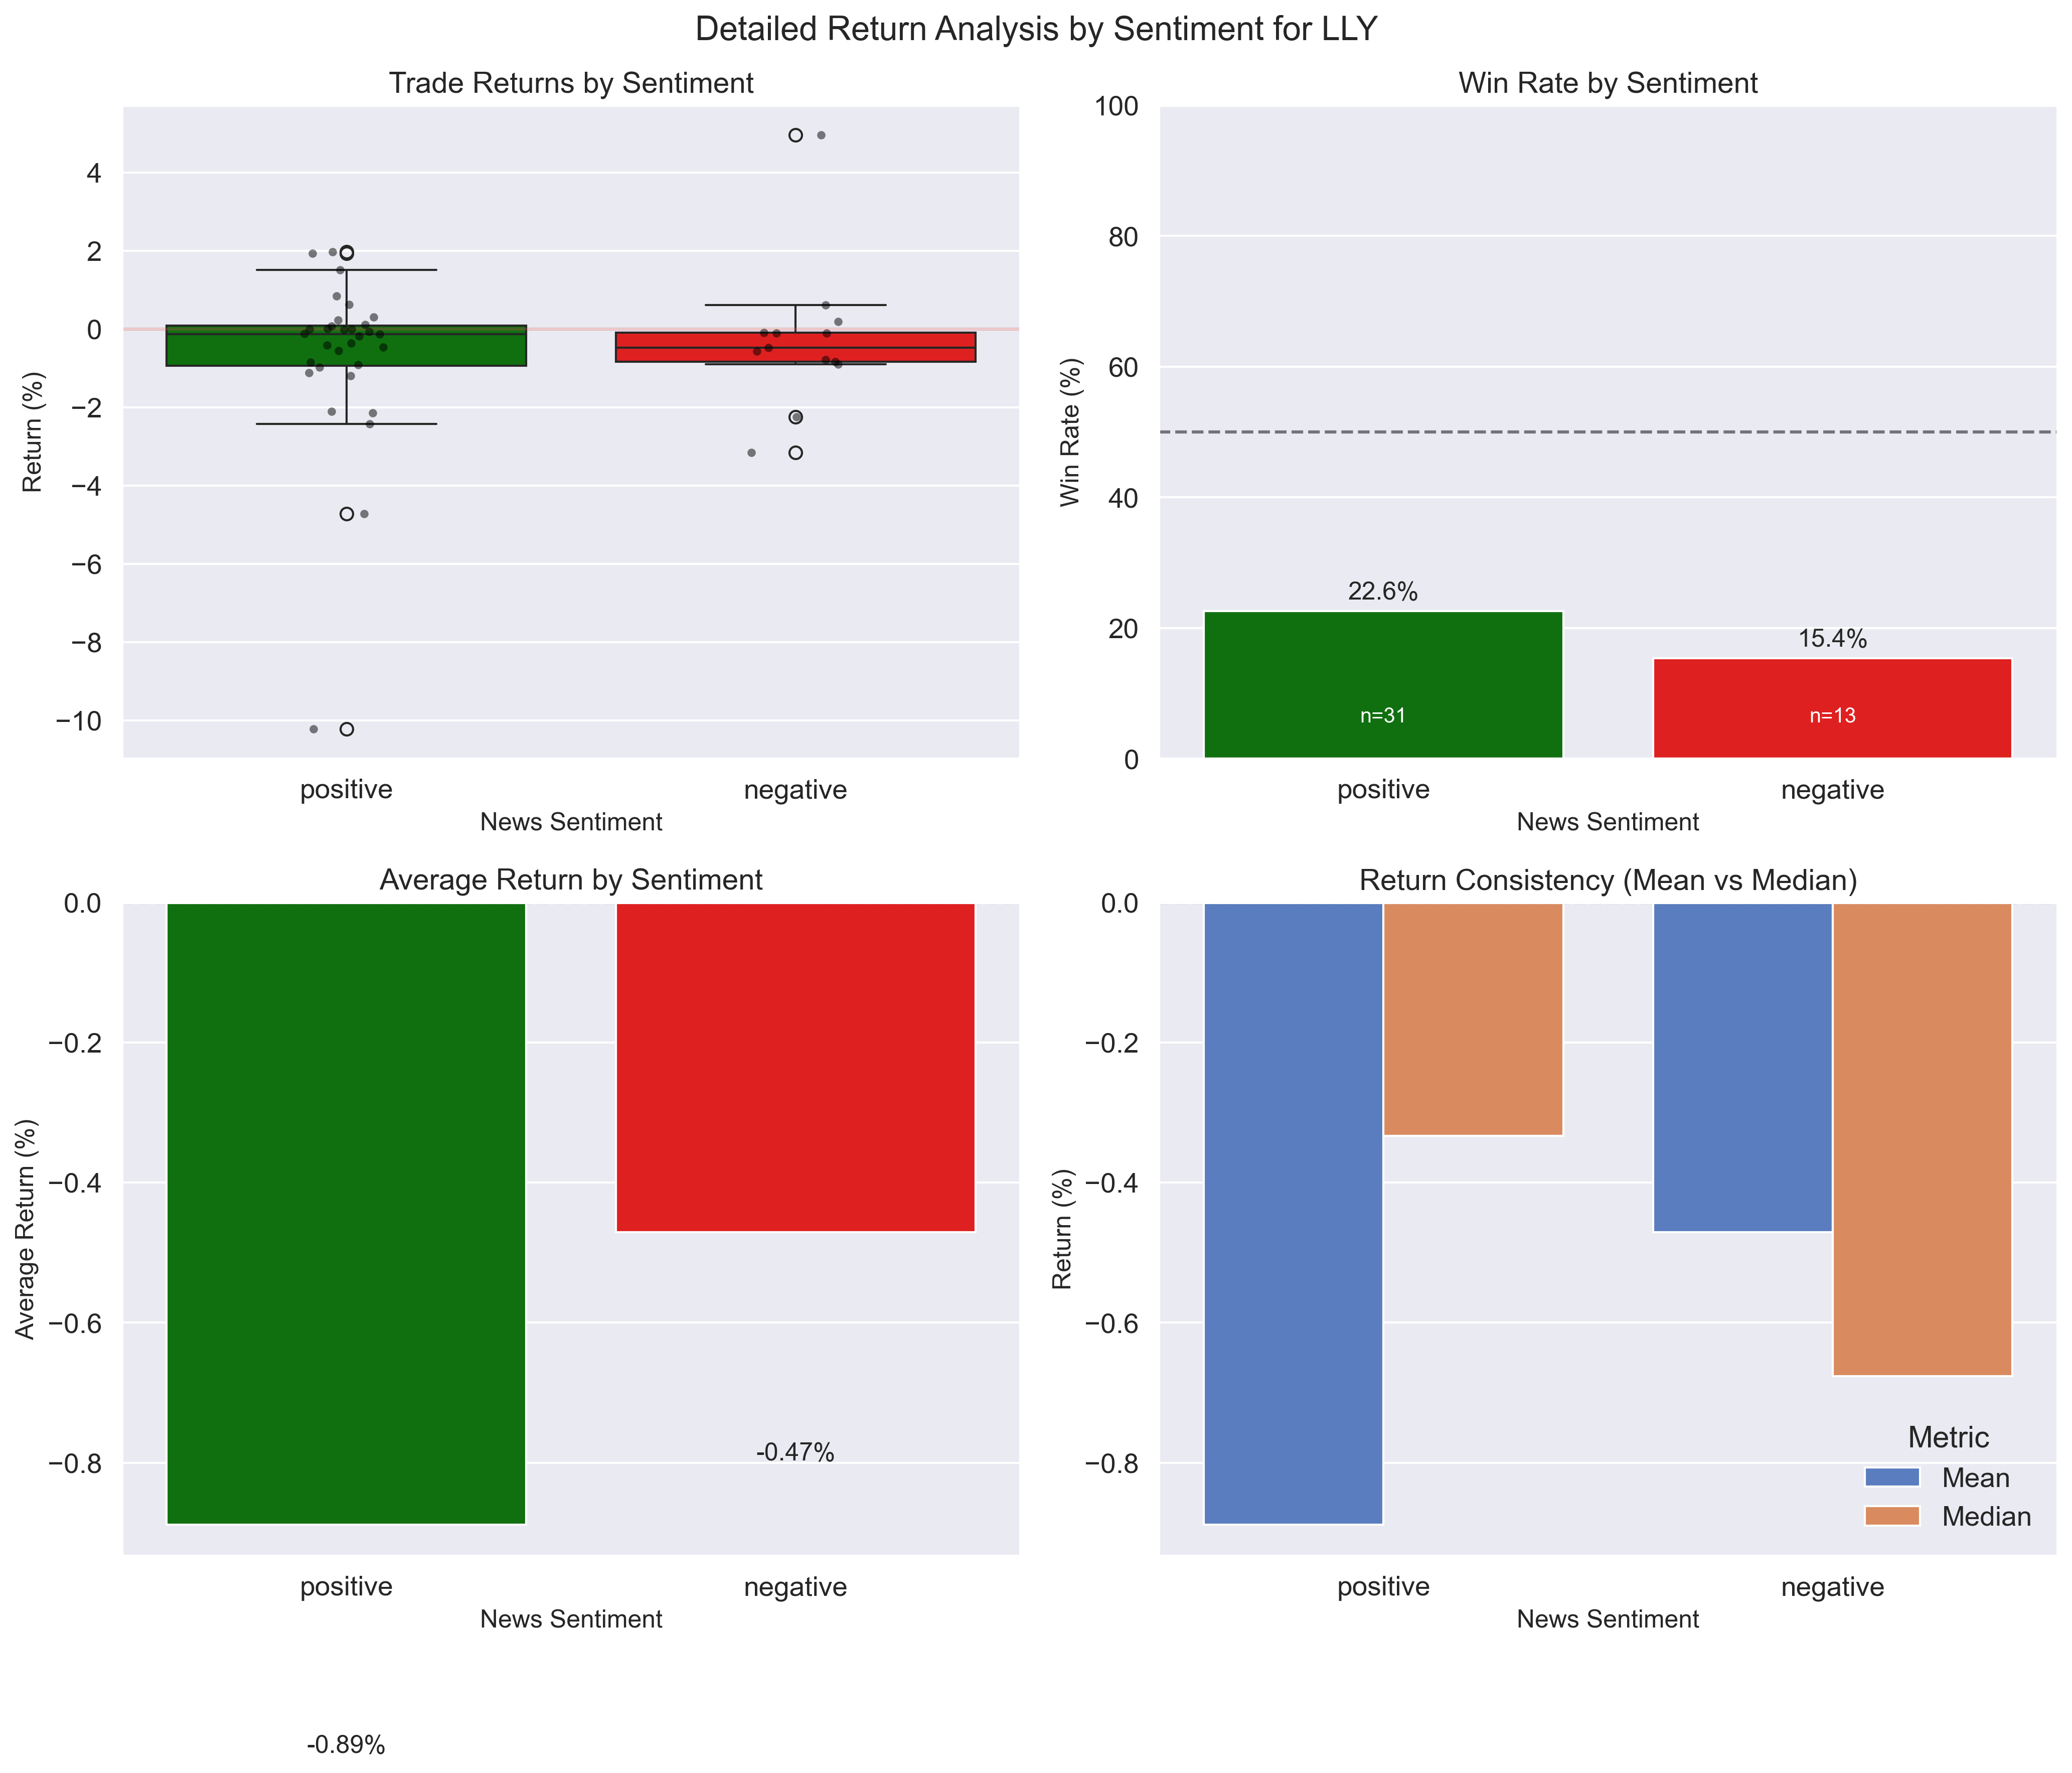 Detailed Return Analysis by Sentiment for LLY
Trade Returns by Sentiment
4
2
0
−2
−4
−6
−8
−10
Return (%)
positive
negative
News Sentiment
Win Rate by Sentiment
100
80
60
40
20
0
Win Rate (%)
22.6%
15.4%
n=31
n=13
positive
negative
News Sentiment
Average Return by Sentiment
0.0
−0.2
−0.4
−0.6
−0.8
Average Return (%)
-0.47%
positive
negative
News Sentiment
-0.89%
Return Consistency (Mean vs Median)
0.0
−0.2
−0.4
−0.6
−0.8
Return (%)
Metric
Mean
Median
positive
negative
News Sentiment